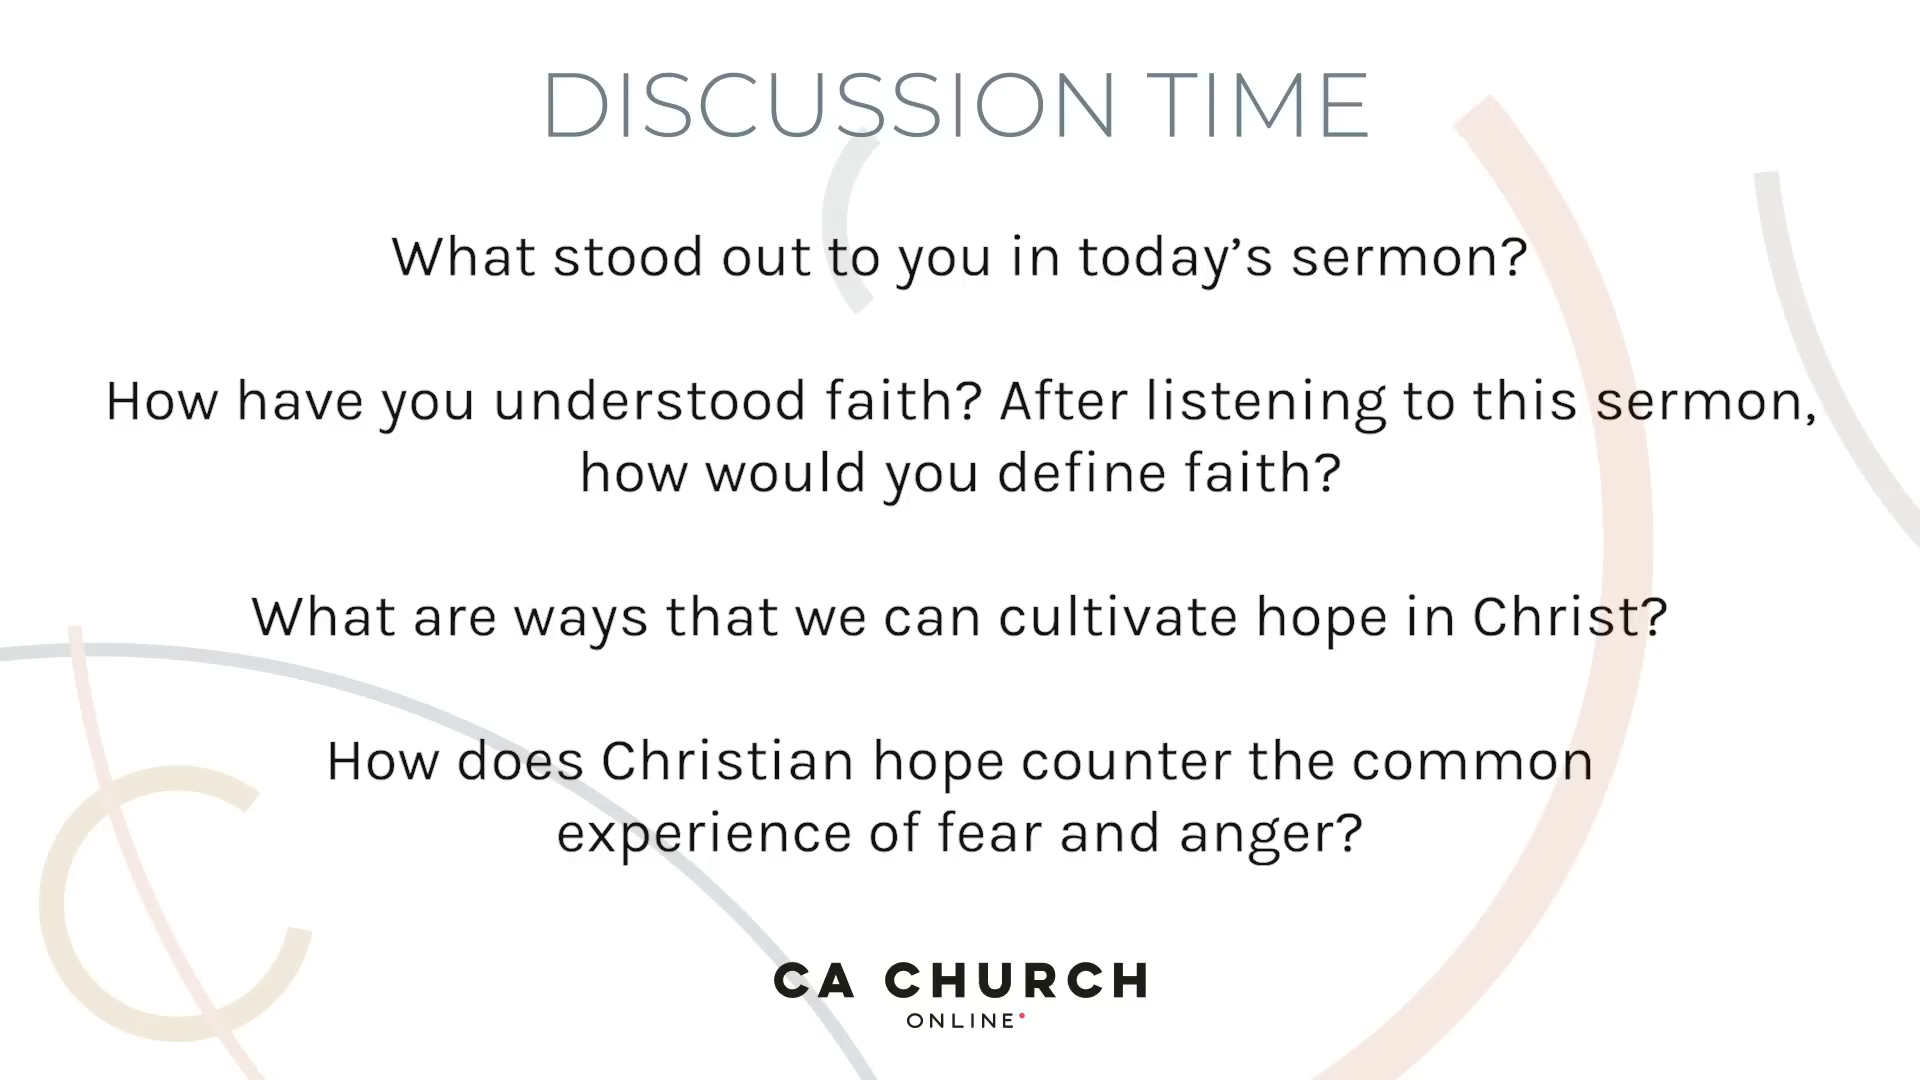 DISCUSSION TIME
What stood out to you in today’s sermon?
How have you understood faith? After listening to this sermon,
how would you define faith?
What are ways that we can cultivate hope in Christ?
How does Christian hope counter the common
experience of fear and anger?
CA CHURCH
ONLINE